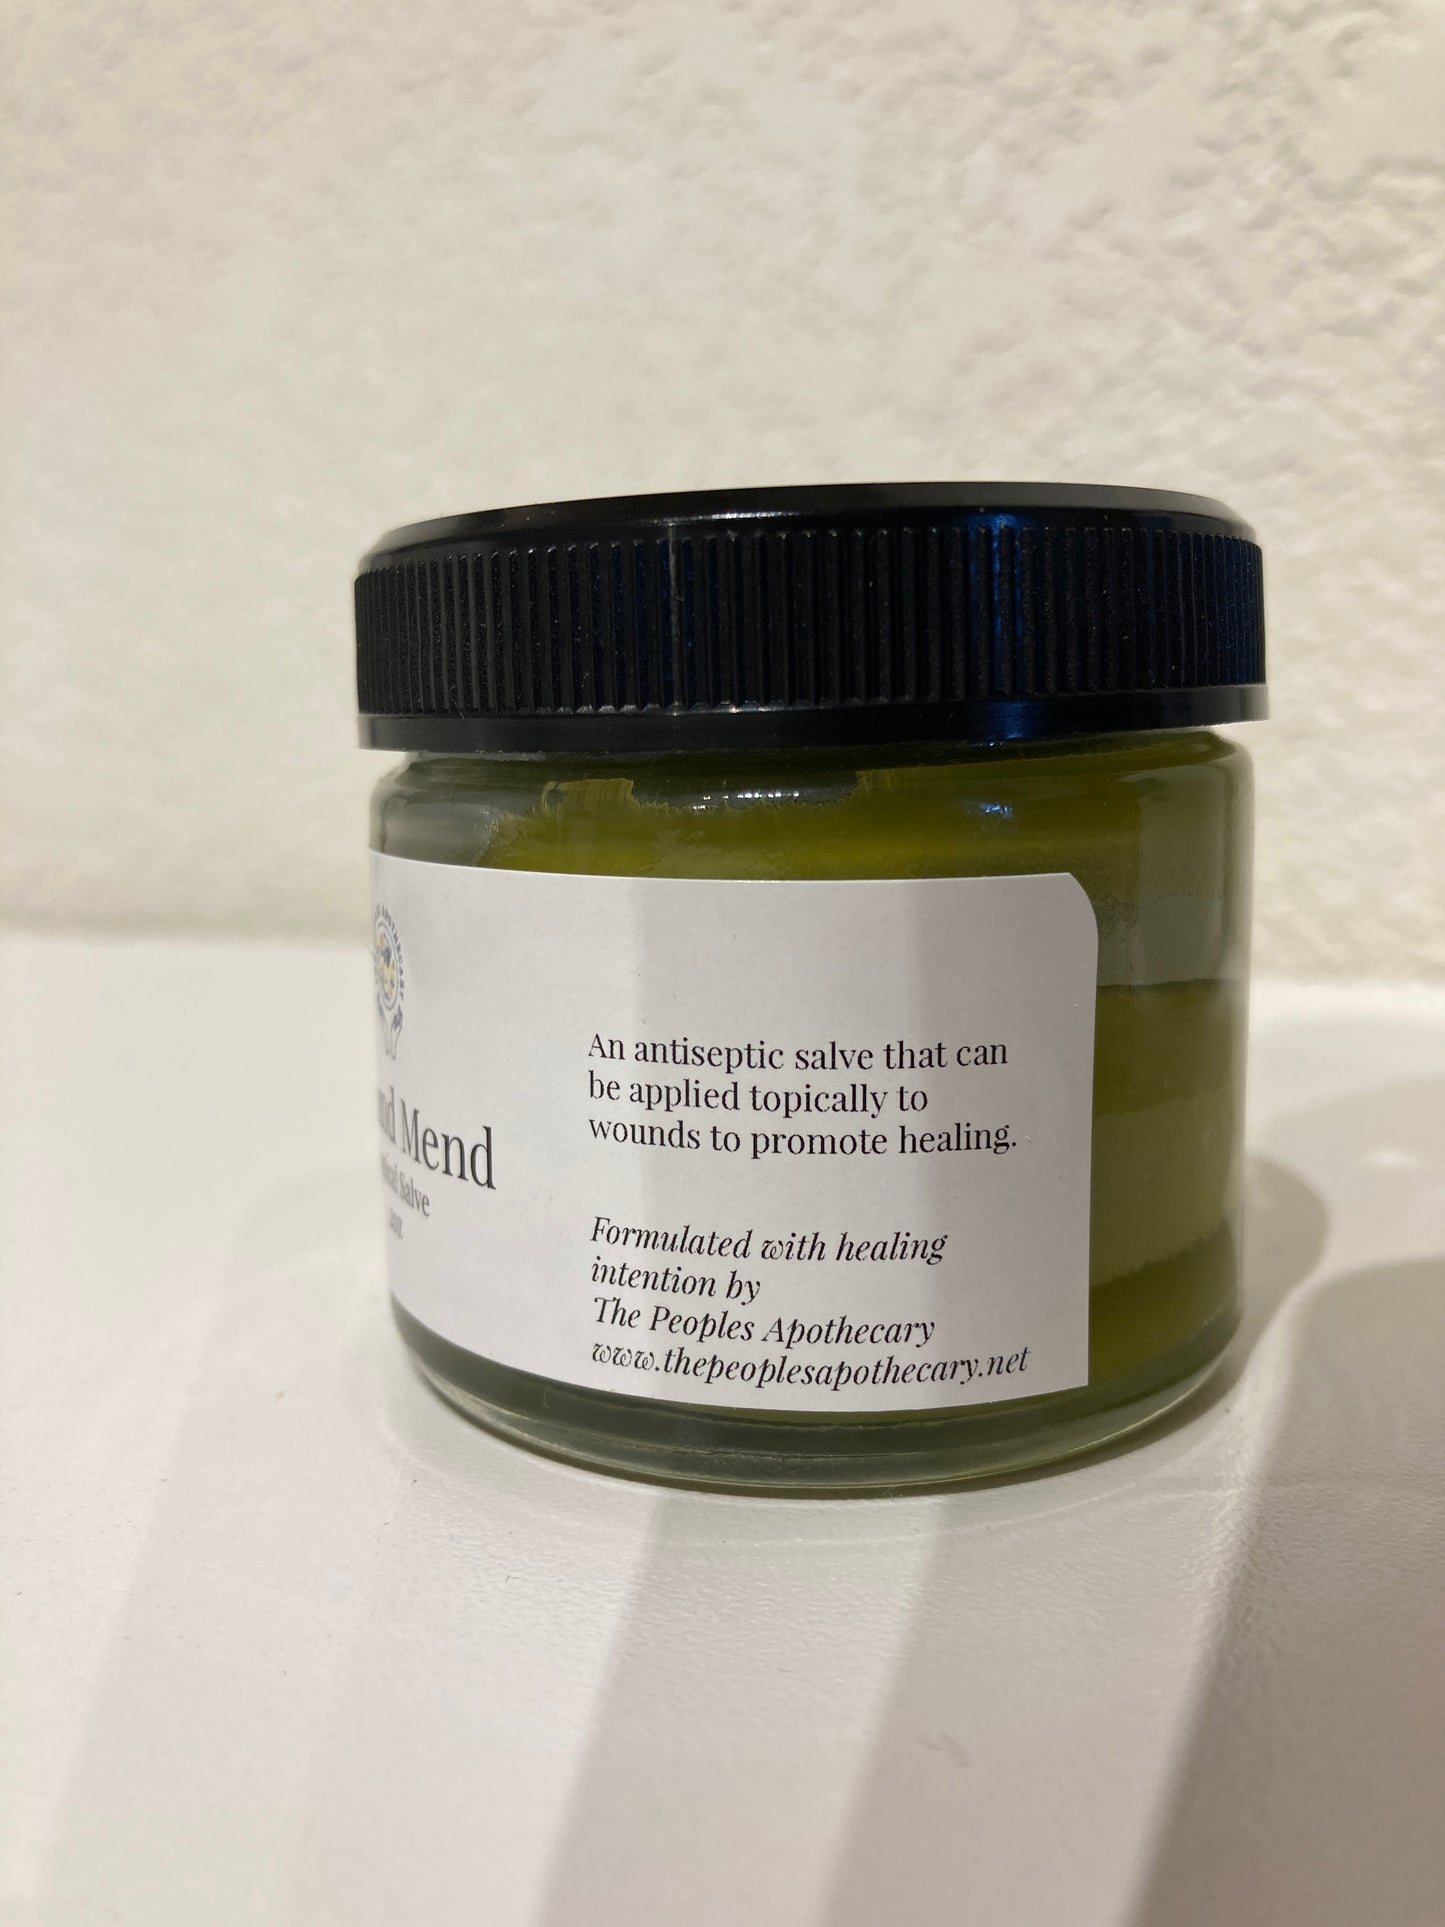 Mend
Salve
An antiseptic salve that can
be applied topically to
wounds to promote healing.
Formulated with healing
intention by
The Peoples Apothecary
www.thepeoplesapothecary.net